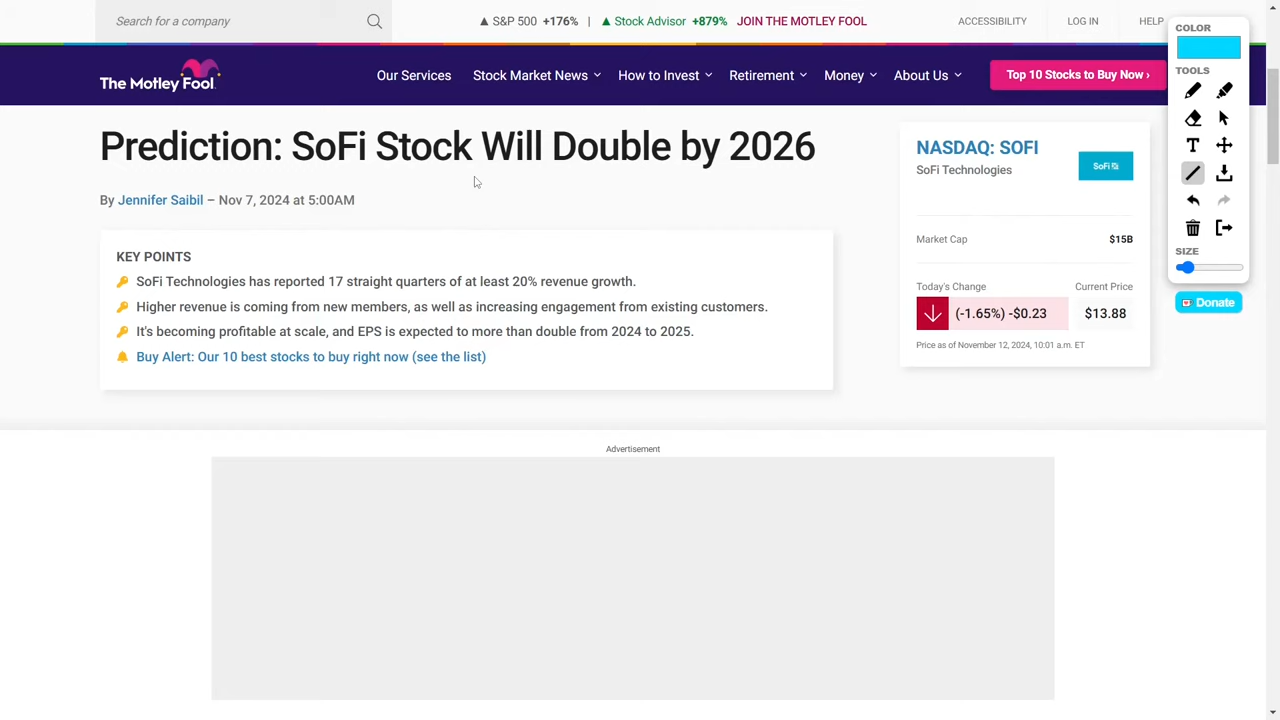 Search for a company
▲ S&P 500 +176% | ▲ Stock Advisor +879% JOIN THE MOTLEY FOOL
ACCESSIBILITY LOG IN HELP
The Motley Fool
Our Services Stock Market News How to Invest Retirement Money About Us Top 10 Stocks to Buy Now ›
Prediction: SoFi Stock Will Double by 2026
By Jennifer Saibil – Nov 7, 2024 at 5:00AM
KEY POINTS
SoFi Technologies has reported 17 straight quarters of at least 20% revenue growth.
Higher revenue is coming from new members, as well as increasing engagement from existing customers.
It's becoming profitable at scale, and EPS is expected to more than double from 2024 to 2025.
Buy Alert: Our 10 best stocks to buy right now (see the list)
NASDAQ: SOFI
SoFi Technologies
SoFi
Market Cap $15B
Today's Change Current Price
(-1.65%) -$0.23 $13.88
Price as of November 12, 2024, 10:01 a.m. ET
Advertisement
COLOR
TOOLS
T
SIZE
Donate